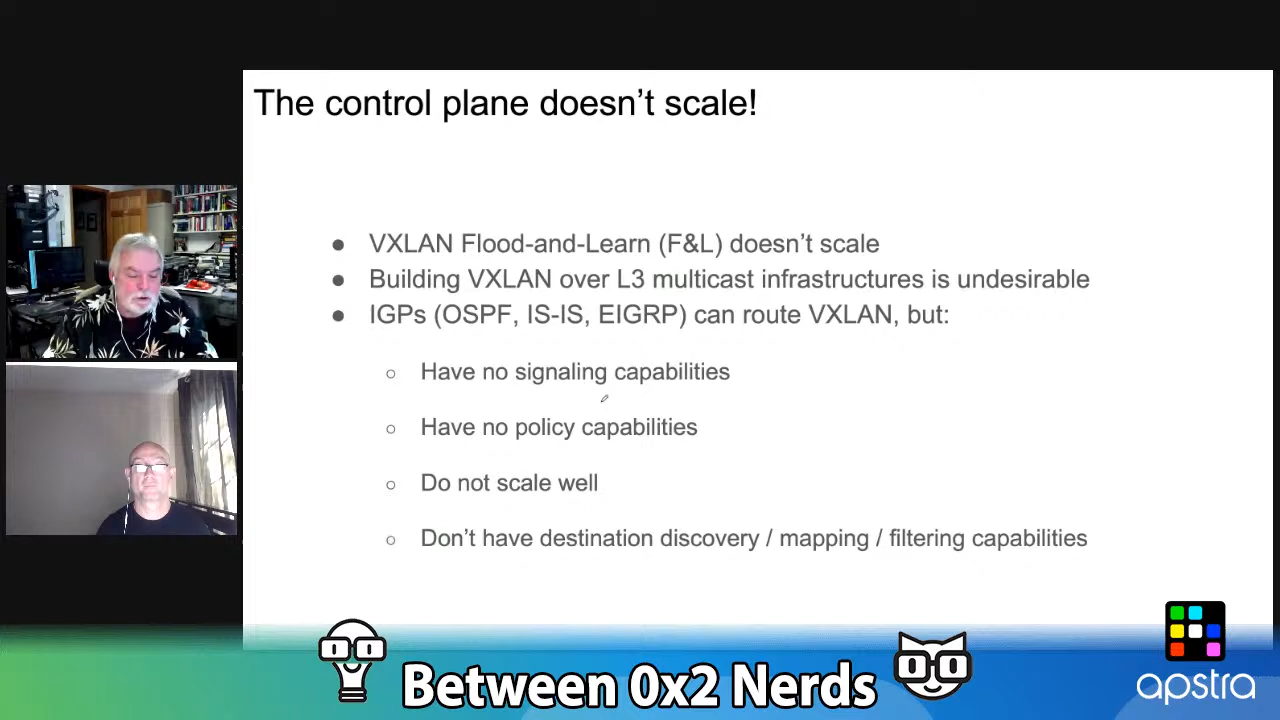 The control plane doesn't scale!
● VXLAN Flood-and-Learn (F&L) doesn't scale
● Building VXLAN over L3 multicast infrastructures is undesirable
● IGPs (OSPF, IS-IS, EIGRP) can route VXLAN, but:
○ Have no signaling capabilities
○ Have no policy capabilities
○ Do not scale well
○ Don't have destination discovery / mapping / filtering capabilities
Between 0x2 Nerds
apstra